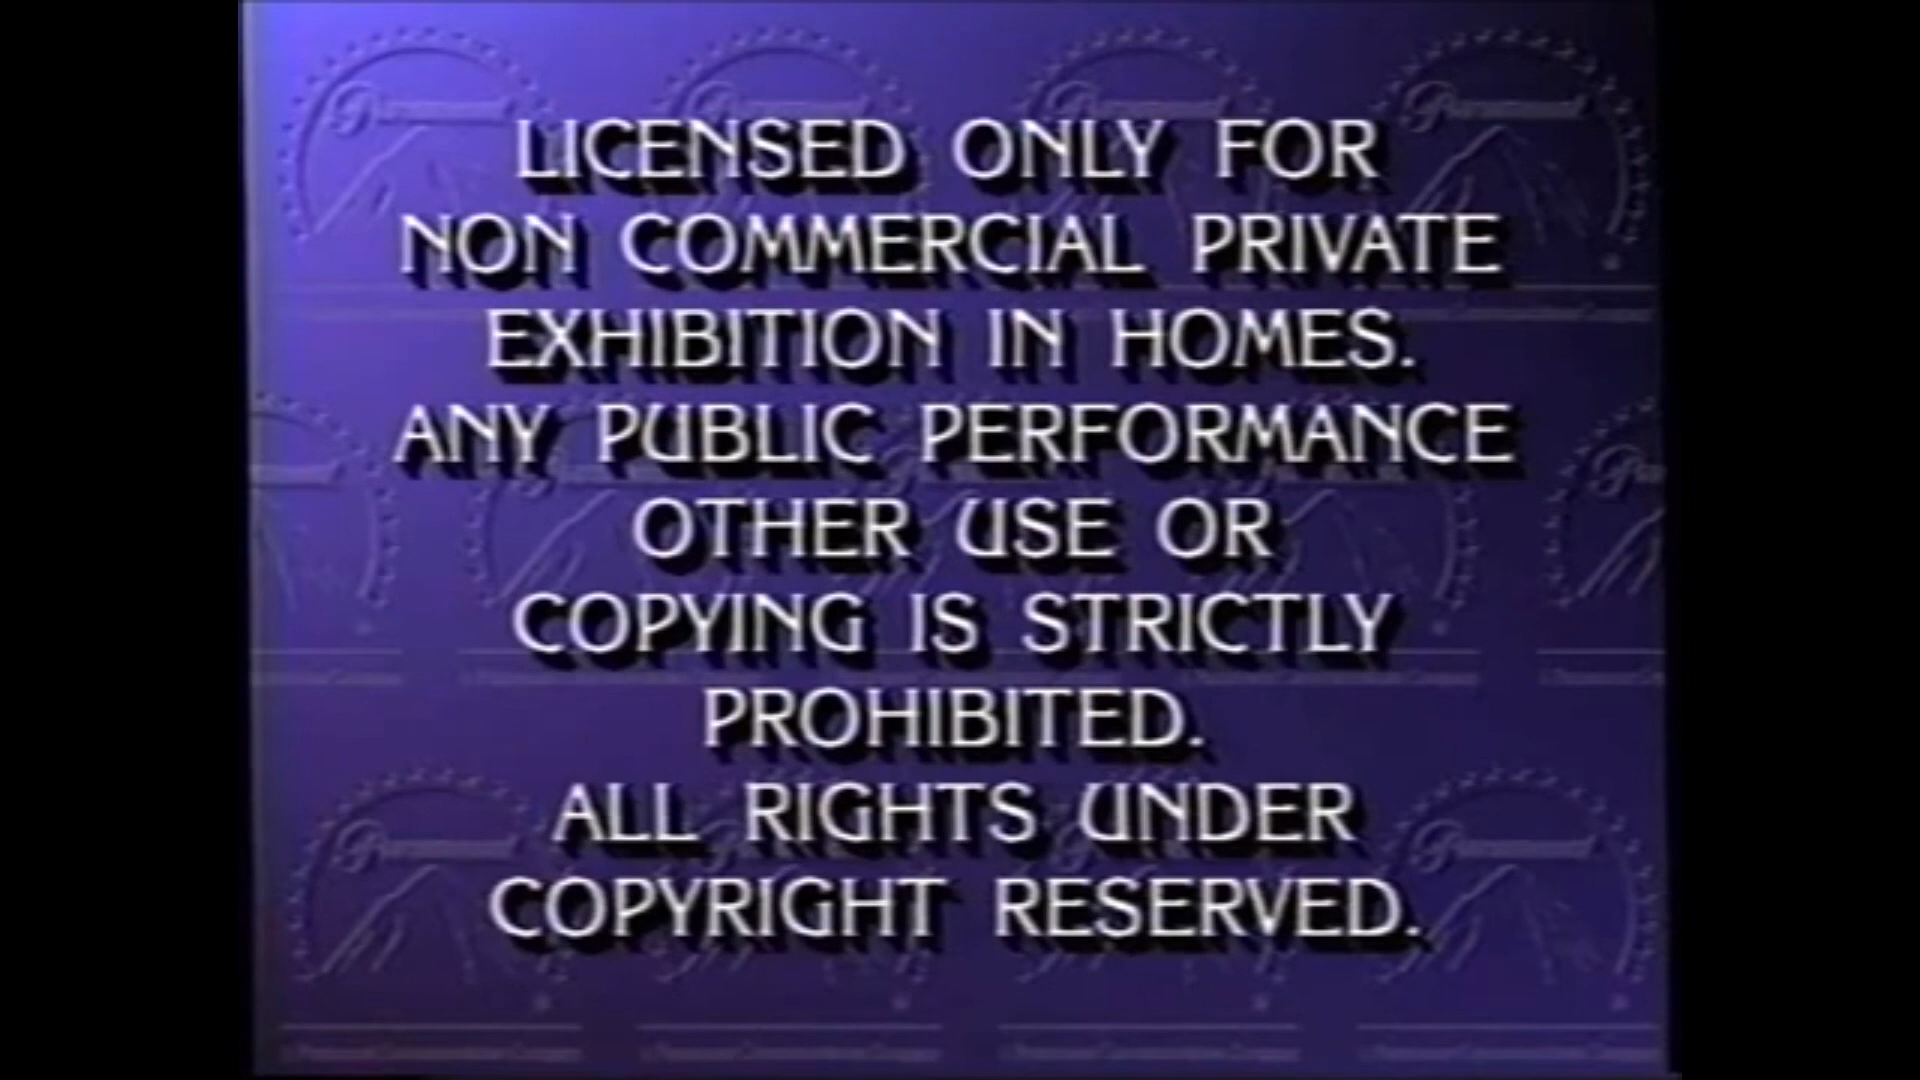 LICENSED ONLY FOR
NON COMMERCIAL PRIVATE
EXHIBITION IN HOMES.
ANY PUBLIC PERFORMANCE
OTHER USE OR
COPYING IS STRICTLY
PROHIBITED.
ALL RIGHTS UNDER
COPYRIGHT RESERVED.